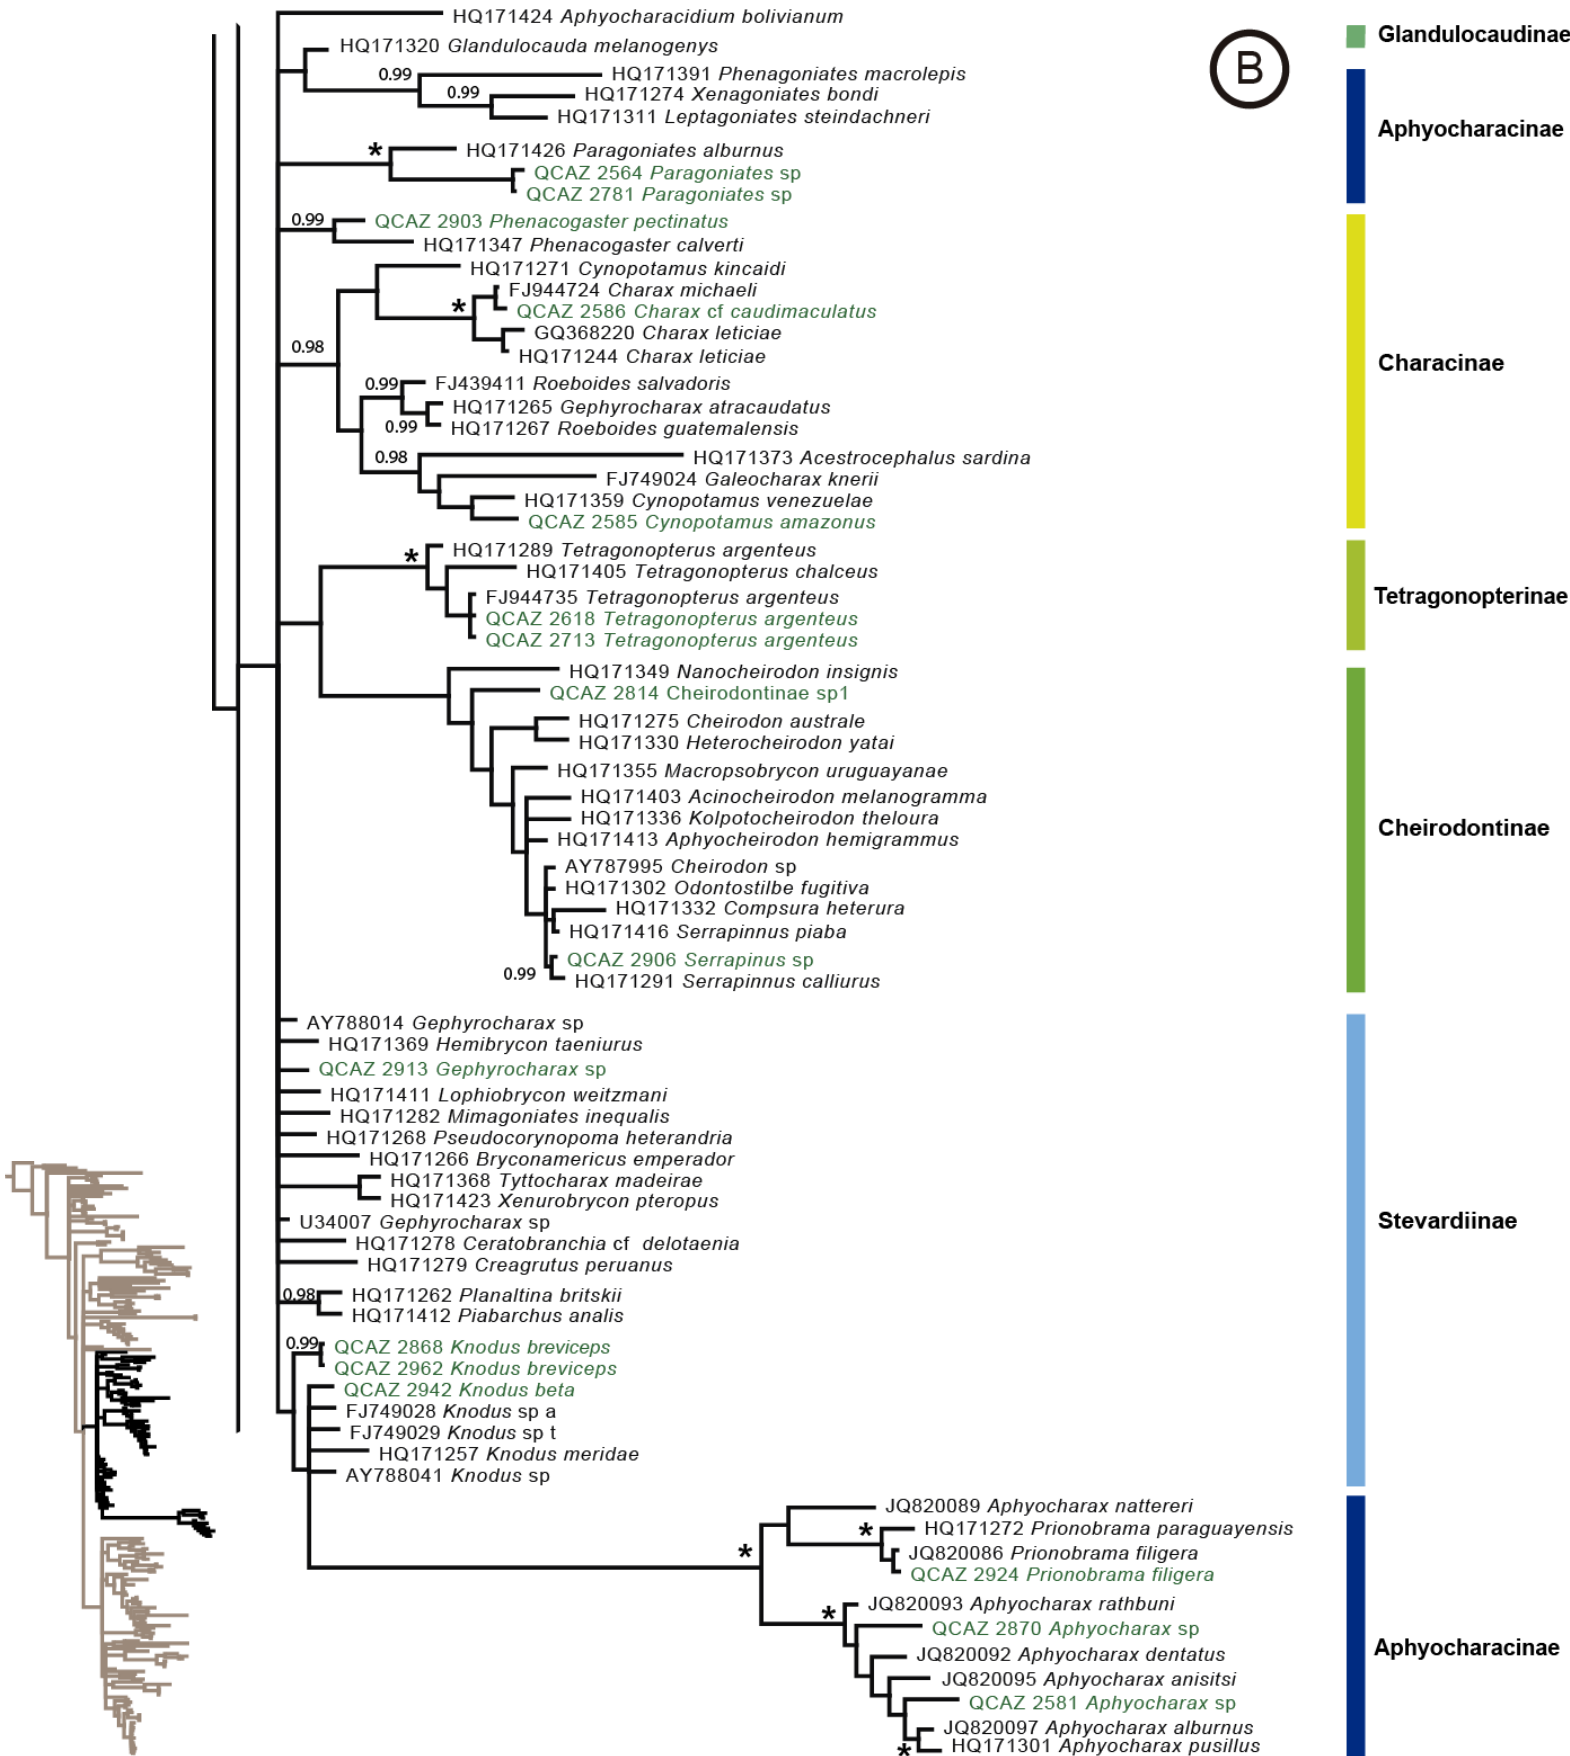 HQ171424 Aphyocharacidium bolivianum
Glandulocaudinae
HQ171320 Glandulocauda melanogenys
B
0.99
HQ171391 Phenagoniates macrolepis
0.99
HQ171274 Xenagoniates bondi
HQ171311 Leptagoniates steindachneri
Aphyocharacinae
*
HQ171426 Paragoniates alburnus
QCAZ 2564 Paragoniates sp
QCAZ 2781 Paragoniates sp
0.99
QCAZ 2903 Phenacogaster pectinatus
HQ171347 Phenacogaster calverti
HQ171271 Cynopotamus kincaidi
FJ944724 Charax michaeli
*
QCAZ 2586 Charax cf caudimaculatus
GQ368220 Charax leticiae
0.98
HQ171244 Charax leticiae
Characinae
0.99
FJ439411 Roeboides salvadoris
HQ171265 Gephyrocharax atracaudatus
0.99
HQ171267 Roeboides guatemalensis
0.98
HQ171373 Acestrocephalus sardina
FJ749024 Galeocharax knerii
HQ171359 Cynopotamus venezuelae
QCAZ 2585 Cynopotamus amazonus
*
HQ171289 Tetragonopterus argenteus
HQ171405 Tetragonopterus chalceus
FJ944735 Tetragonopterus argenteus
Tetragonopterinae
QCAZ 2618 Tetragonopterus argenteus
QCAZ 2713 Tetragonopterus argenteus
HQ171349 Nanocheirodon insignis
QCAZ 2814 Cheirodontinae sp1
HQ171275 Cheirodon australe
HQ171330 Heterocheirodon yatai
HQ171355 Macropsobrycon uruguayanae
HQ171403 Acinocheirodon melanogramma
HQ171336 Kolpotocheirodon theloura
Cheirodontinae
HQ171413 Aphyocheirodon hemigrammus
AY787995 Cheirodon sp
HQ171302 Odontostilbe fugitiva
HQ171332 Compsura heterura
HQ171416 Serrapinnus piaba
QCAZ 2906 Serrapinus sp
0.99
HQ171291 Serrapinnus calliurus
AY788014 Gephyrocharax sp
HQ171369 Hemibrycon taeniurus
QCAZ 2913 Gephyrocharax sp
HQ171411 Lophiobrycon weitzmani
HQ171282 Mimagoniates inequalis
HQ171268 Pseudocorynopoma heterandria
HQ171266 Bryconamericus emperador
HQ171368 Tyttocharax madeirae
HQ171423 Xenurobrycon pteropus
U34007 Gephyrocharax sp
Stevardiinae
HQ171278 Ceratobranchia cf delotaenia
HQ171279 Creagrutus peruanus
0.98
HQ171262 Planaltina britskii
HQ171412 Piabarchus analis
0.99
QCAZ 2868 Knodus breviceps
QCAZ 2962 Knodus breviceps
QCAZ 2942 Knodus beta
FJ749028 Knodus sp a
FJ749029 Knodus sp t
HQ171257 Knodus meridae
AY788041 Knodus sp
JQ820089 Aphyocharax nattereri
*
HQ171272 Prionobrama paraguayensis
*
JQ820086 Prionobrama filigera
QCAZ 2924 Prionobrama filigera
*
JQ820093 Aphyocharax rathbuni
QCAZ 2870 Aphyocharax sp
Aphyocharacinae
JQ820092 Aphyocharax dentatus
JQ820095 Aphyocharax anisitsi
QCAZ 2581 Aphyocharax sp
JQ820097 Aphyocharax alburnus
*
HQ171301 Aphyocharax pusillus